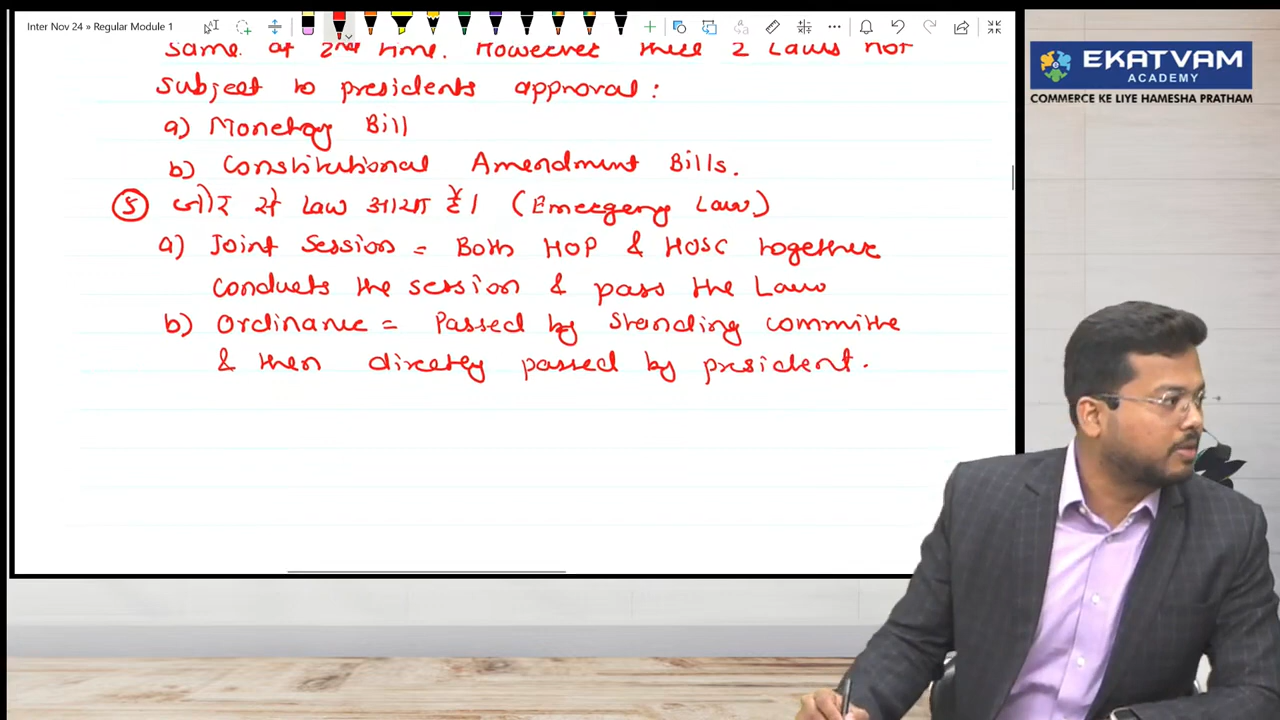 Inter Nov 24 » Regular Module 1
EKATVAM
ACADEMY
COMMERCE KE LIYE HAMESHA PRATHAM
Same at 2nd time. However these 2 Laws not
Subject to presidents approval :
a) Monetory Bill
b) Constitutional Amendment Bills.
5 जोर से Law आया है। (Emergency Law)
a) Joint Session = Both HOP & HOSC together
conducts the session & pass the Law
b) Ordinance = Passed by Standing committe
& then directly passed by president.